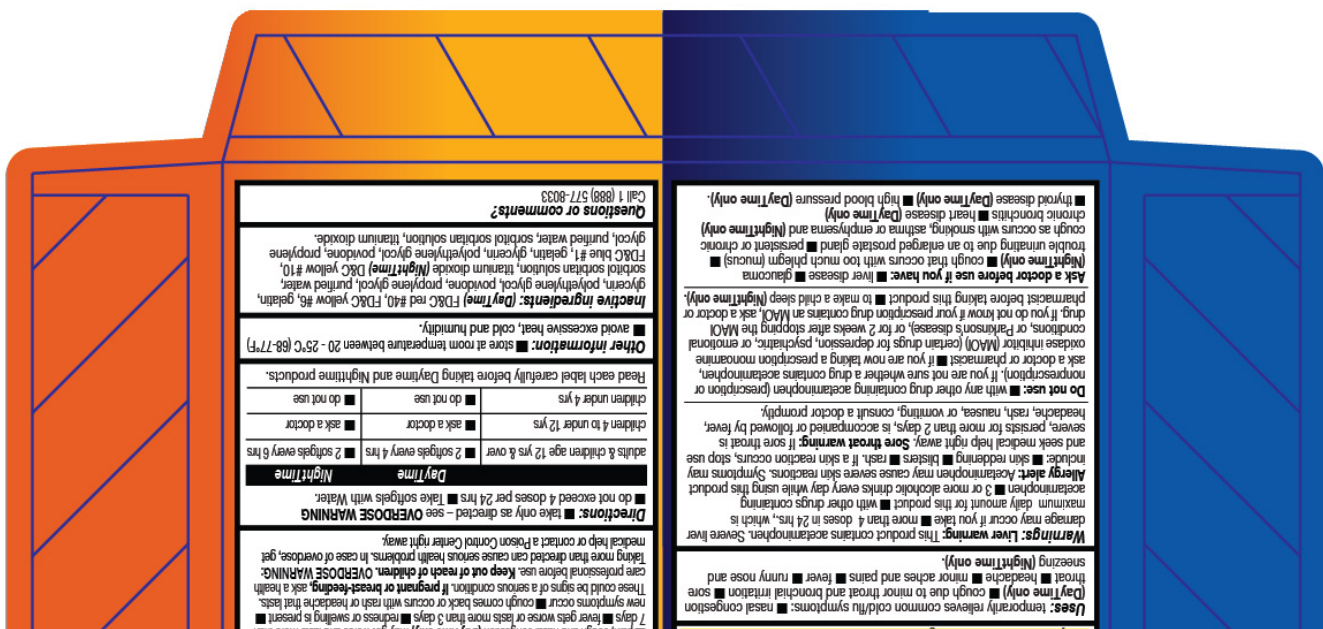 Uses: temporarily relieves common cold/flu symptoms: ■ nasal congestion
(DayTime only) ■ cough due to minor throat and bronchial irritation ■ sore
throat ■ headache ■ minor aches and pains ■ fever ■ runny nose and
sneezing (NightTime only).
Warnings: Liver warning: This product contains acetaminophen. Severe liver
damage may occur if you take ■ more than 4 doses in 24 hrs., which is
maximum daily amount for this product ■ with other drugs containing
acetaminophen ■ 3 or more alcoholic drinks every day while using this product
Allergy alert: Acetaminophen may cause severe skin reactions. Symptoms may
include: ■ skin reddening ■ blisters ■ rash. If a skin reaction occurs, stop use
and seek medical help right away. Sore throat warning: If sore throat is
severe, persists for more than 2 days, is accompanied or followed by fever,
headache, rash, nausea, or vomiting, consult a doctor promptly.
Do not use: ■ with any other drug containing acetaminophen (prescription or
nonprescription). If you are not sure whether a drug contains acetaminophen,
ask a doctor or pharmacist ■ if you are now taking a prescription monoamine
oxidase inhibitor (MAOI) (certain drugs for depression, psychiatric, or emotional
conditions, or Parkinson's disease), or for 2 weeks after stopping the MAOI
drug. If you do not know if your prescription drug contains an MAOI, ask a doctor or
pharmacist before taking this product ■ to make a child sleep (NightTime only).
Ask a doctor before use if you have: ■ liver disease ■ glaucoma
(NightTime only) ■ cough that occurs with too much phlegm (mucus) ■
trouble urinating due to an enlarged prostate gland ■ persistent or chronic
cough as occurs with smoking, asthma or emphysema and (NightTime only)
chronic bronchitis ■ heart disease (DayTime only)
■ thyroid disease (DayTime only) ■ high blood pressure (DayTime only).
7 days ■ fever gets worse or lasts more than 3 days ■ redness or swelling is present ■
new symptoms occur ■ cough comes back or occurs with rash or headache that lasts.
These could be signs of a serious condition. If pregnant or breast-feeding, ask a health
care professional before use. Keep out of reach of children. OVERDOSE WARNING:
Taking more than directed can cause serious health problems. In case of overdose, get
medical help or contact a Poison Control Center right away.
Directions: ■ take only as directed – see OVERDOSE WARNING
■ do not exceed 4 doses per 24 hrs ■ Take softgels with Water.
DayTime NightTime
adults & children age 12 yrs & over ■ 2 softgels every 4 hrs ■ 2 softgels every 6 hrs
children 4 to under 12 yrs ■ ask a doctor ■ ask a doctor
children under 4 yrs ■ do not use ■ do not use
Read each label carefully before taking Daytime and Nighttime products.
Other information: ■ store at room temperature between 20 - 25°C (68-77°F)
■ avoid excessive heat, cold and humidity.
Inactive ingredients: (DayTime) FD&C red #40, FD&C yellow #6, gelatin,
glycerin, polyethylene glycol, povidone, propylene glycol, purified water,
sorbitol sorbitan solution, titanium dioxide (NightTime) D&C yellow #10,
FD&C blue #1, gelatin, glycerin, polyethylene glycol, povidone, propylene
glycol, purified water, sorbitol sorbitan solution, titanium dioxide.
Questions or comments?
Call 1 (888) 577-8033